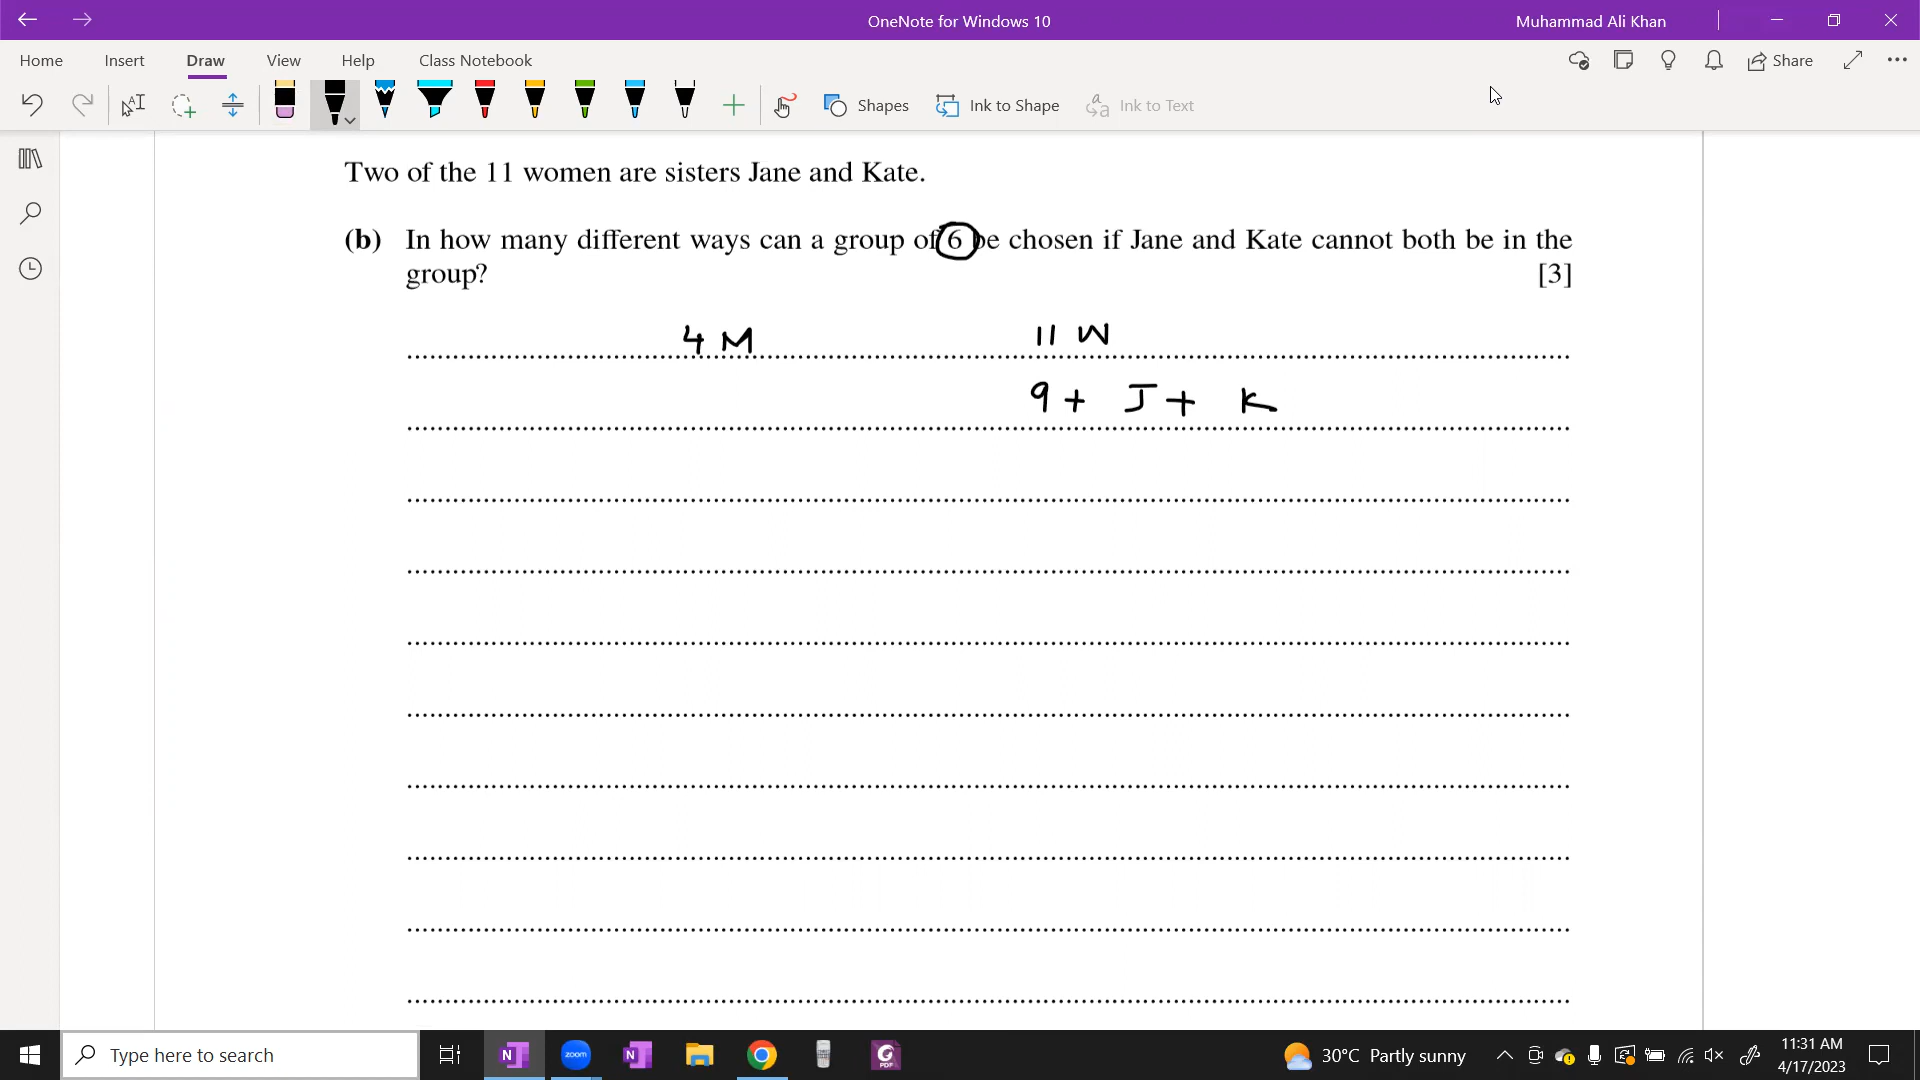 OneNote for Windows 10
Muhammad Ali Khan
Home Insert Draw View Help Class Notebook
Share
Shapes Ink to Shape Ink to Text
Two of the 11 women are sisters Jane and Kate.
(b) In how many different ways can a group of 6 be chosen if Jane and Kate cannot both be in the
group? [3]
4 M 11 W
9 + J + K
Type here to search
zoom
30°C Partly sunny
11:31 AM
4/17/2023